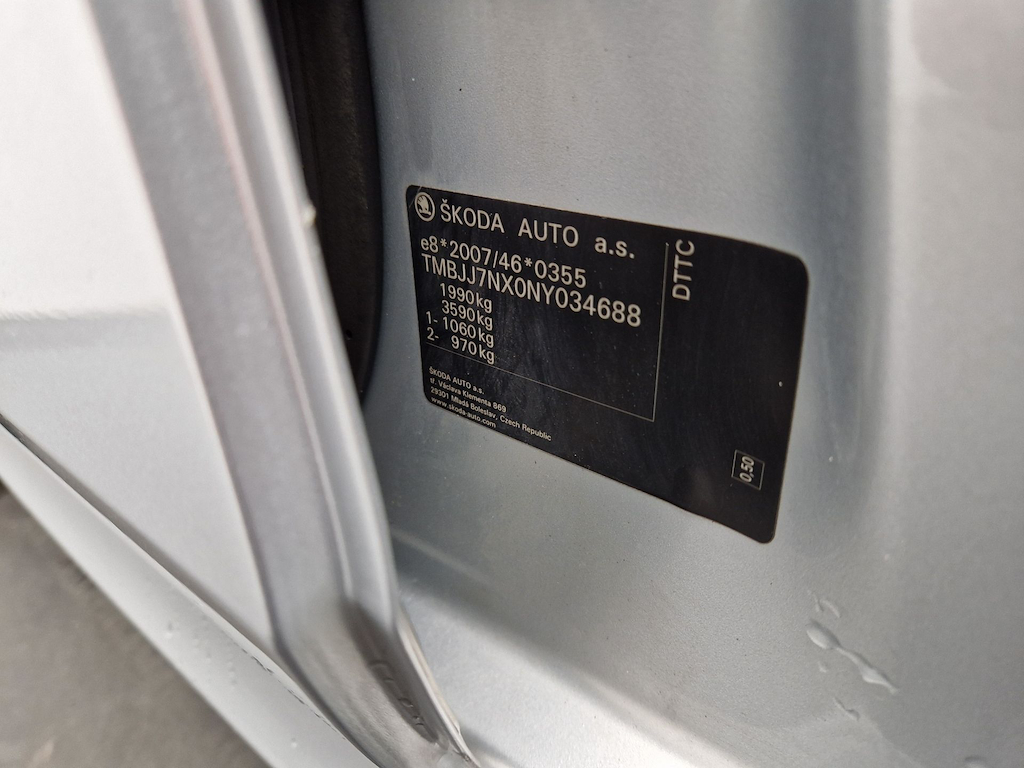 ŠKODA AUTO a.s.
e8*2007/46*0355
TMBJJ7NX0NY034688
1990kg
3590kg
1- 1060kg
2- 970kg
ŠKODA AUTO a.s.
tř. Václava Klementa 869
29301 Mladá Boleslav, Czech Republic
www.skoda-auto.com
DTTC
0.50